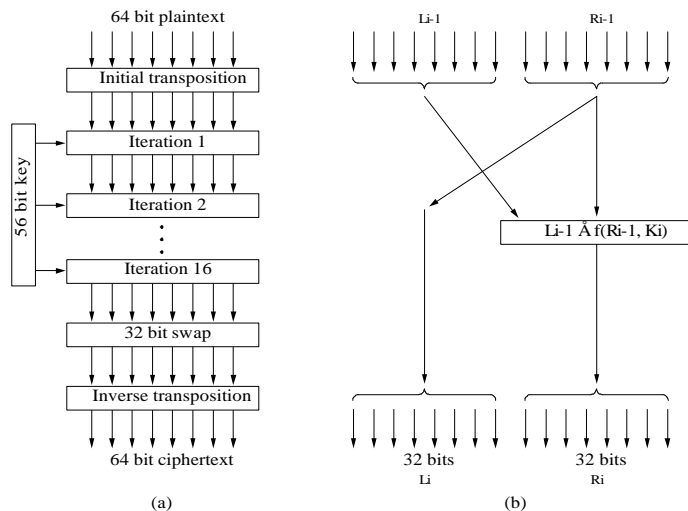 64 bit plaintext
Initial transposition
56 bit key
Iteration 1
Iteration 2
Iteration 16
32 bit swap
Inverse transposition
64 bit ciphertext
(a)
Li-1
Ri-1
Li-1 Å f(Ri-1, Ki)
32 bits
Li
32 bits
Ri
(b)